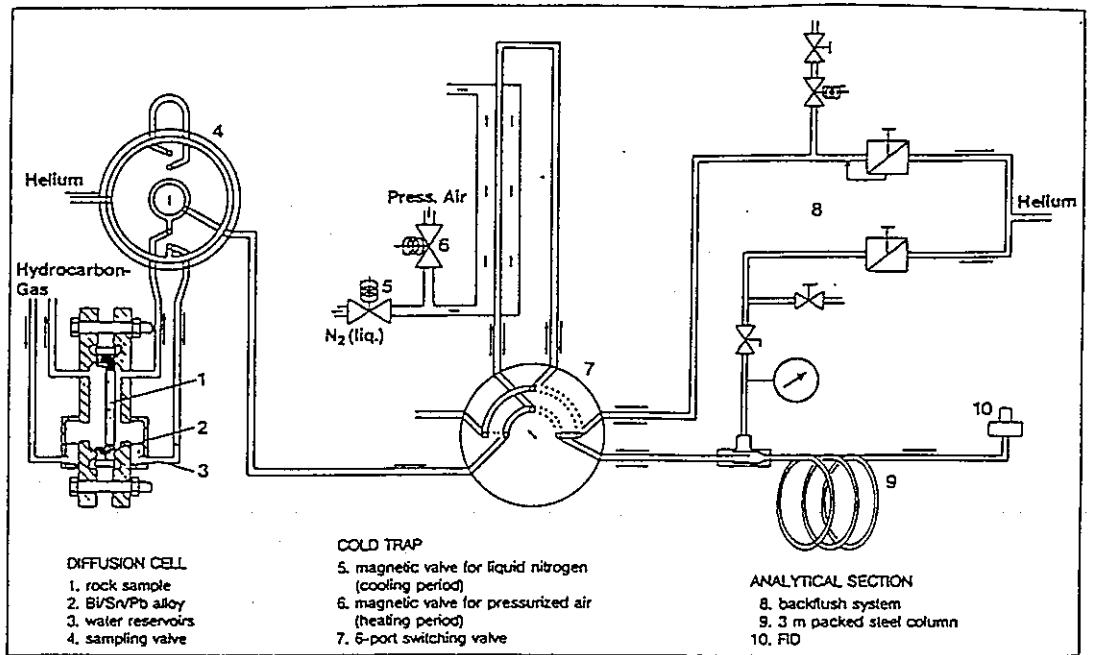 4
Helium
Press. Air
6
5
N₂ (liq.)
Hydrocarbon-
Gas
1
2
3
7
8
Helium
10
9
DIFFUSION CELL
1. rock sample
2. Bi/Sn/Pb alloy
3. water reservoirs
4. sampling valve
COLD TRAP
5. magnetic valve for liquid nitrogen
(cooling period)
6. magnetic valve for pressurized air
(heating period)
7. 6-port switching valve
ANALYTICAL SECTION
8. backflush system
9. 3 m packed steel column
10. FID